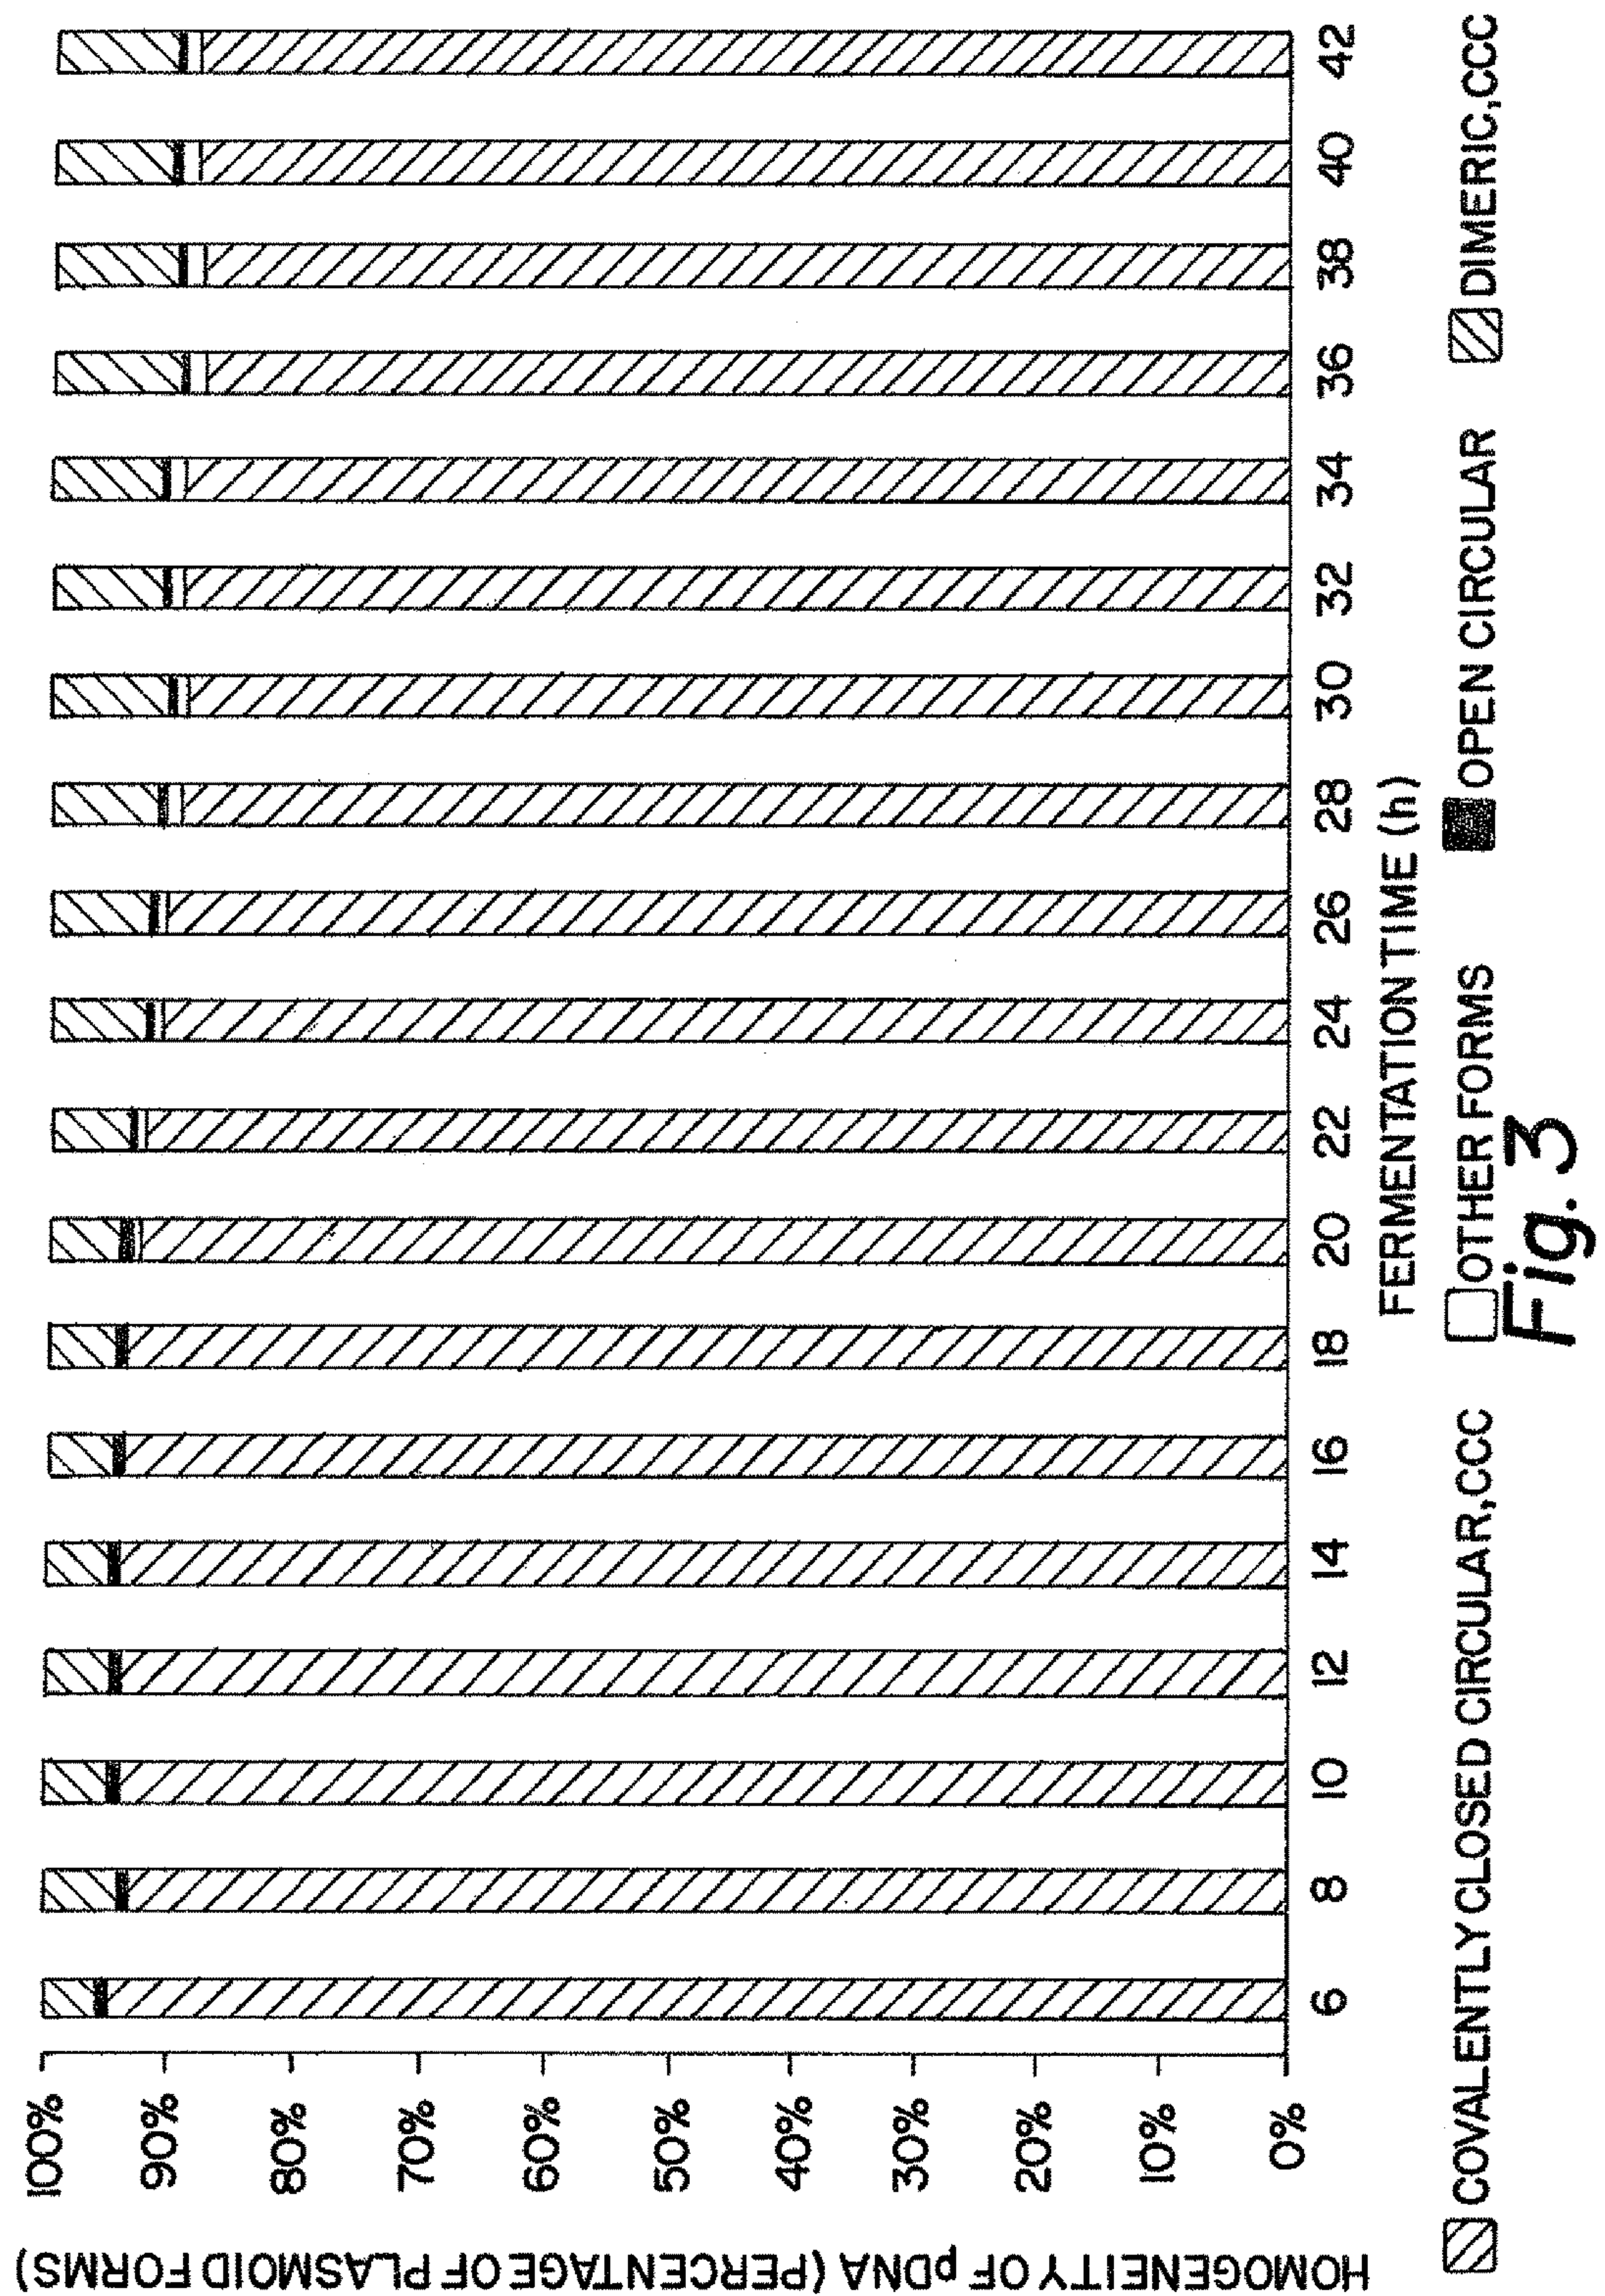 HOMOGENEITY OF pDNA (PERCENTAGE OF PLASMOID FORMS)
100%
90%
80%
70%
60%
50%
40%
30%
20%
10%
0%
6 8 10 12 14 16 18 20 22 24 26 28 30 32 34 36 38 40 42
FERMENTATION TIME (h)
COVALENTLY CLOSED CIRCULAR,CCC OTHER FORMS OPEN CIRCULAR DIMERIC,CCC
Fig. 3